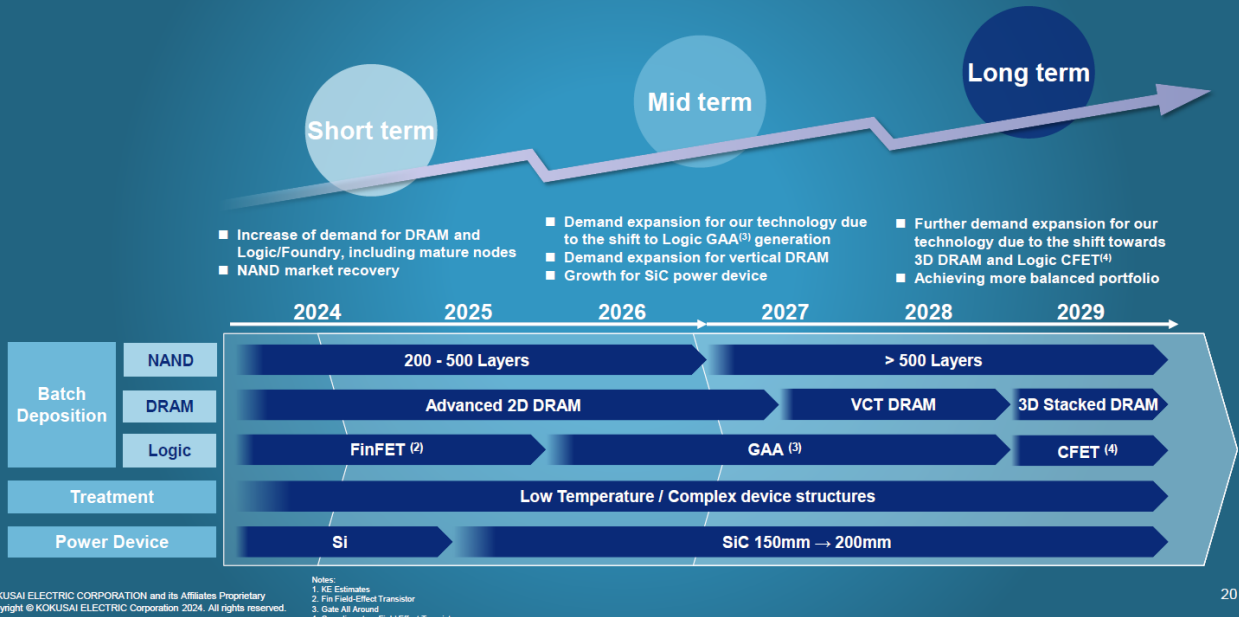 Short term
Mid term
Long term
■ Increase of demand for DRAM and
Logic/Foundry, including mature nodes
■ NAND market recovery
■ Demand expansion for our technology due
to the shift to Logic GAA(3) generation
■ Demand expansion for vertical DRAM
■ Growth for SiC power device
■ Further demand expansion for our
technology due to the shift towards
3D DRAM and Logic CFET(4)
■ Achieving more balanced portfolio
2024 2025 2026 2027 2028 2029
Batch
Deposition
NAND
200 - 500 Layers
> 500 Layers
DRAM
Advanced 2D DRAM
VCT DRAM
3D Stacked DRAM
Logic
FinFET (2)
GAA (3)
CFET (4)
Treatment
Low Temperature / Complex device structures
Power Device
Si
SiC 150mm → 200mm
KUSAI ELECTRIC CORPORATION and its Affiliates Proprietary
yright © KOKUSAI ELECTRIC Corporation 2024. All rights reserved.
Notes:
1. KE Estimates
2. Fin Field-Effect Transistor
3. Gate All Around
20